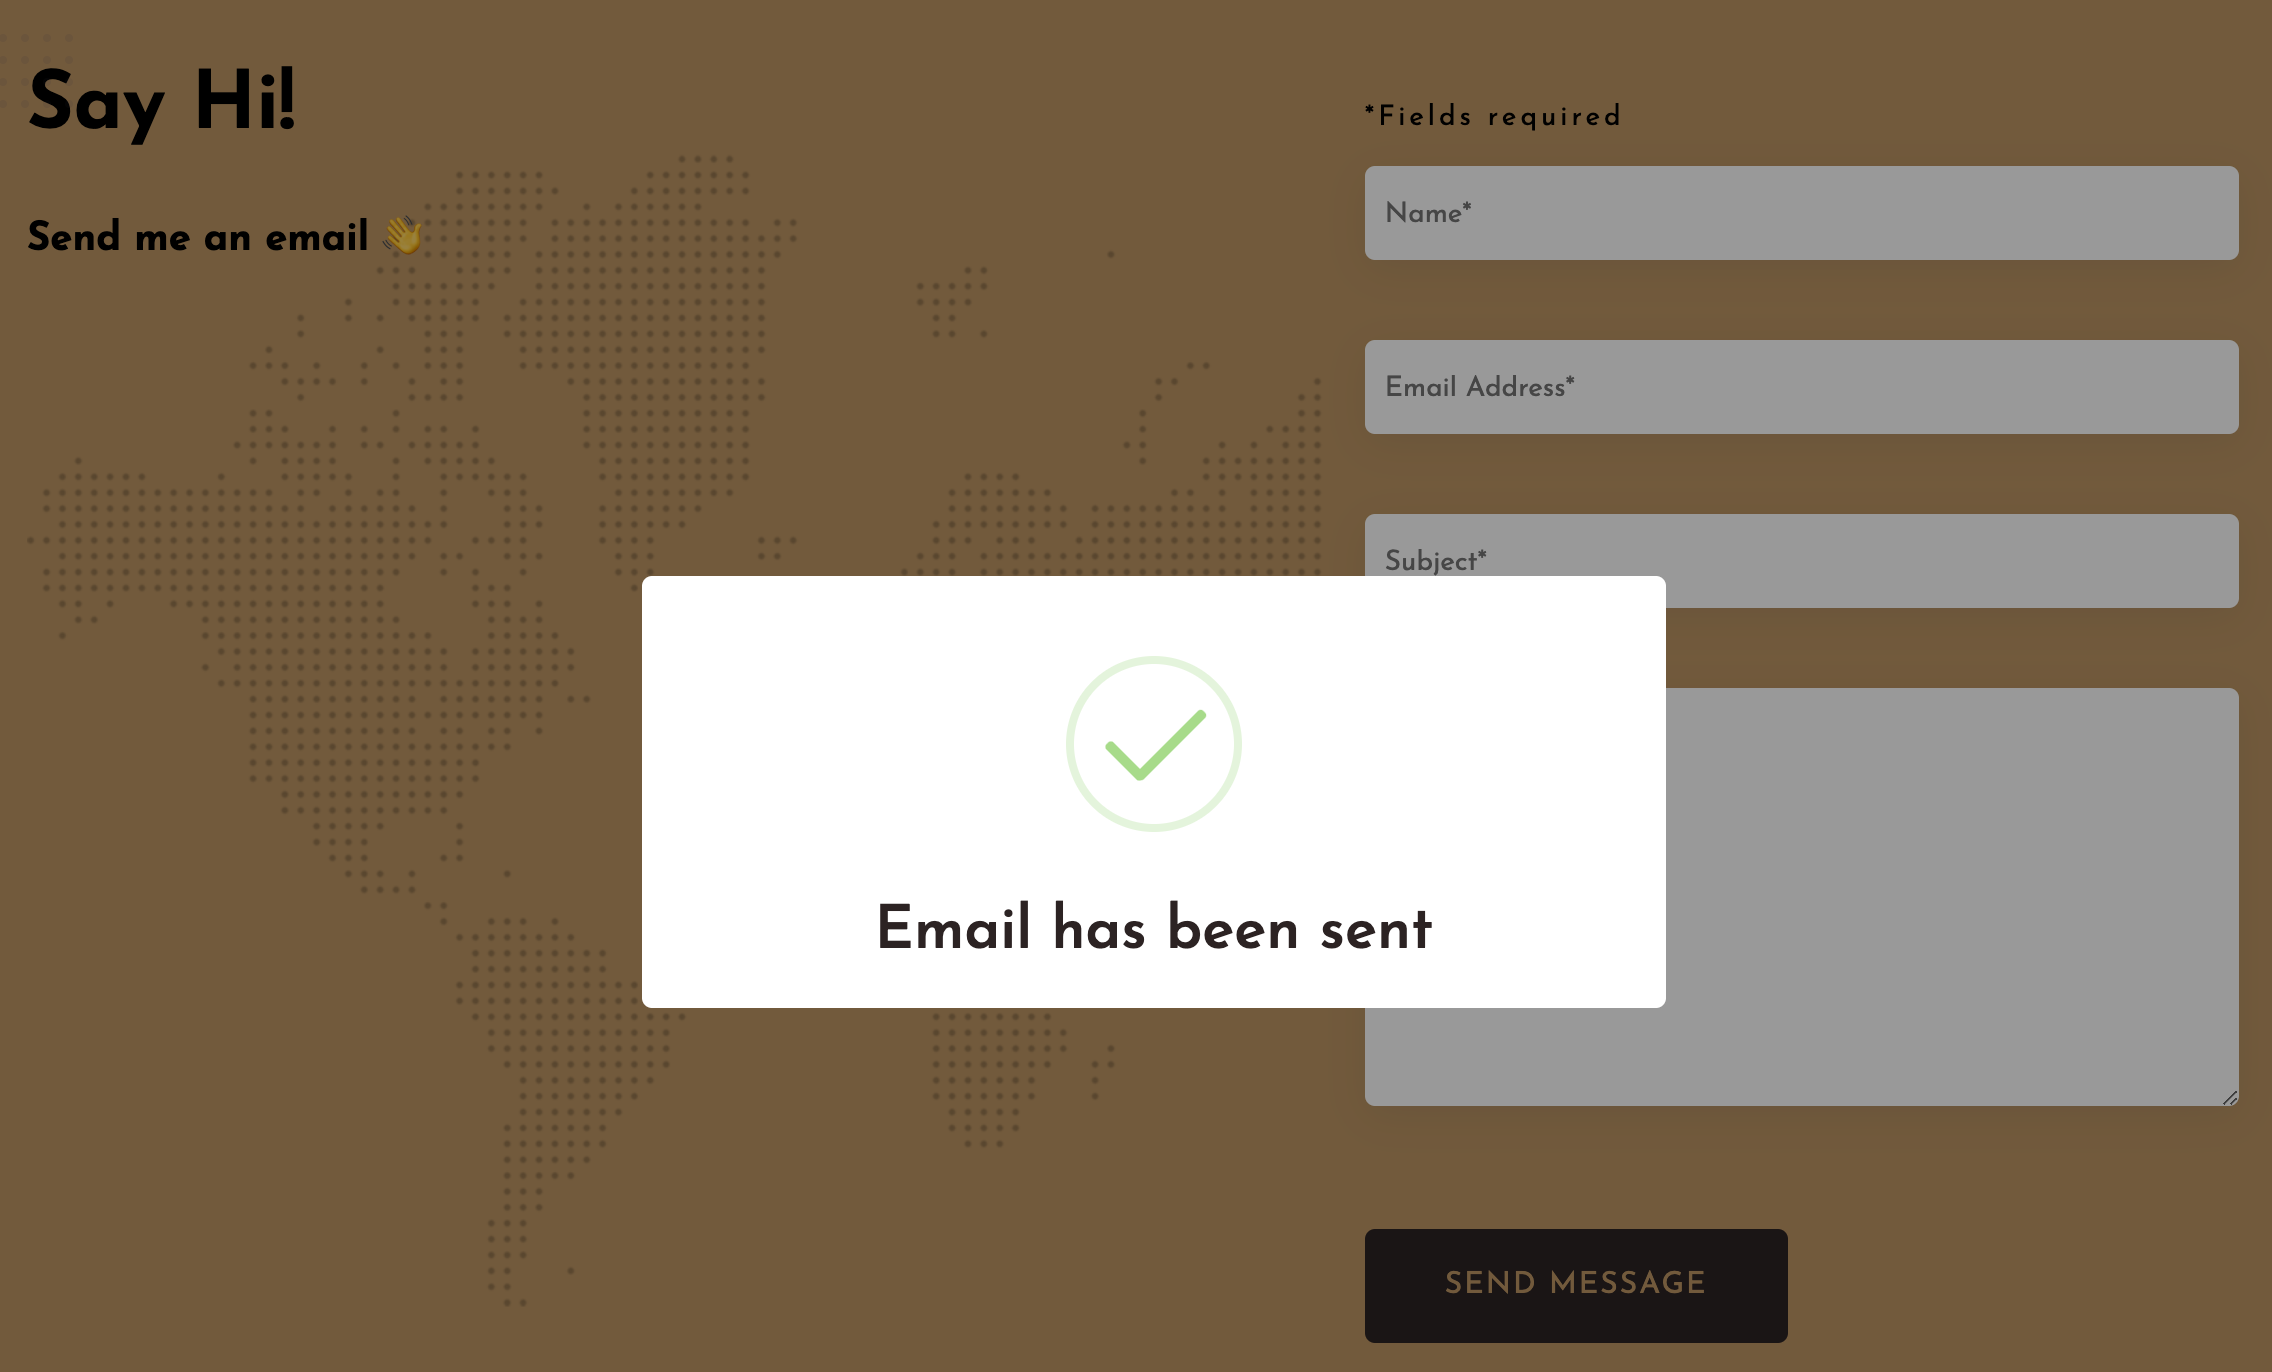 Say Hi!
Send me an email 👋
*Fields required
Name*
Email Address*
Subject*
Email has been sent
SEND MESSAGE